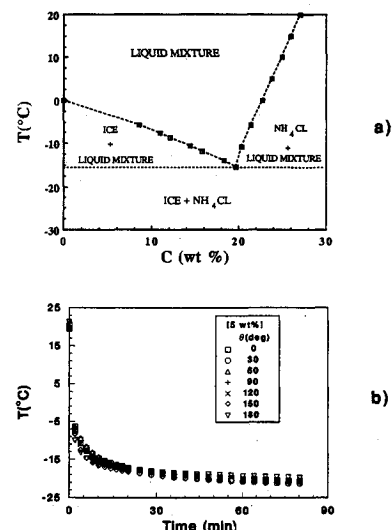 20
10
0
-10
-20
-30
T(°C)
LIQUID MIXTURE
ICE
+
LIQUID MIXTURE
NH4CL
+
LIQUID MIXTURE
ICE + NH4CL
0 10 20 30
C (wt %)
a)
25
15
5
-5
-15
-25
T(°C)
[5 wt%]
θ(deg)
0
30
60
90
120
150
180
0 30 60 90
Time (min)
b)